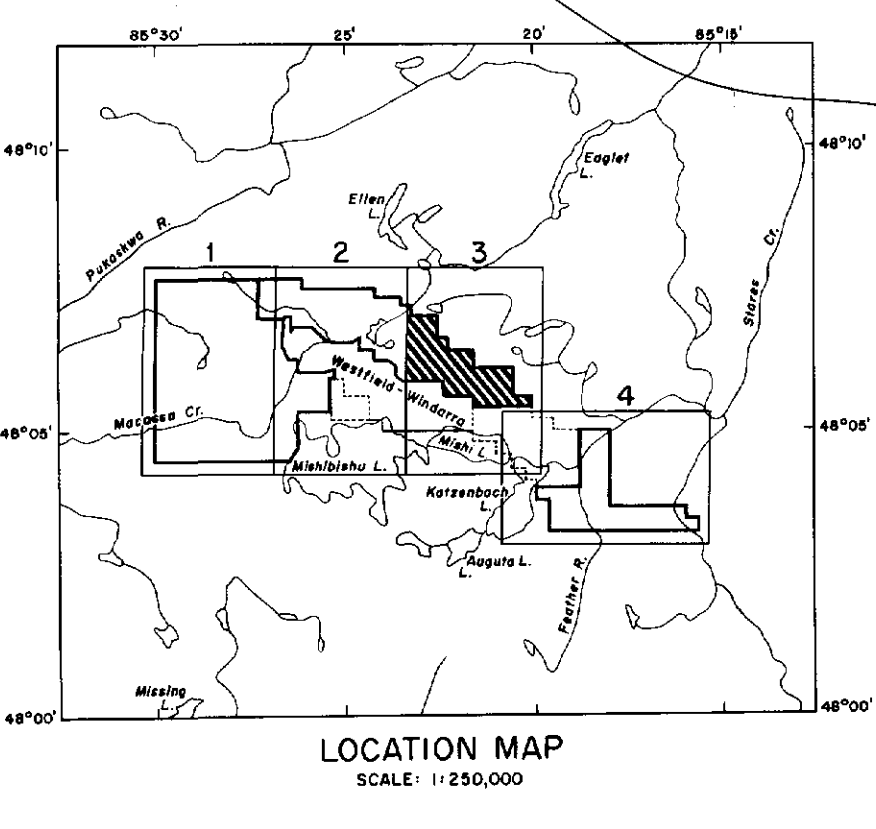 85°30' 25' 20' 85°15'
48°10' 48°10'
Eaglet
L.
Ellen
L.
Pukoshwa R.
Stares Cr.
1 2 3
Westfield - Windarra
4
Macassa Cr.
48°05' 48°05'
Mishi L.
Mishibishu L.
Katzenbach
L.
Auguta L.
L.
Feather R.
Missing
L.
48°00' 48°00'
LOCATION MAP
SCALE: 1:250,000